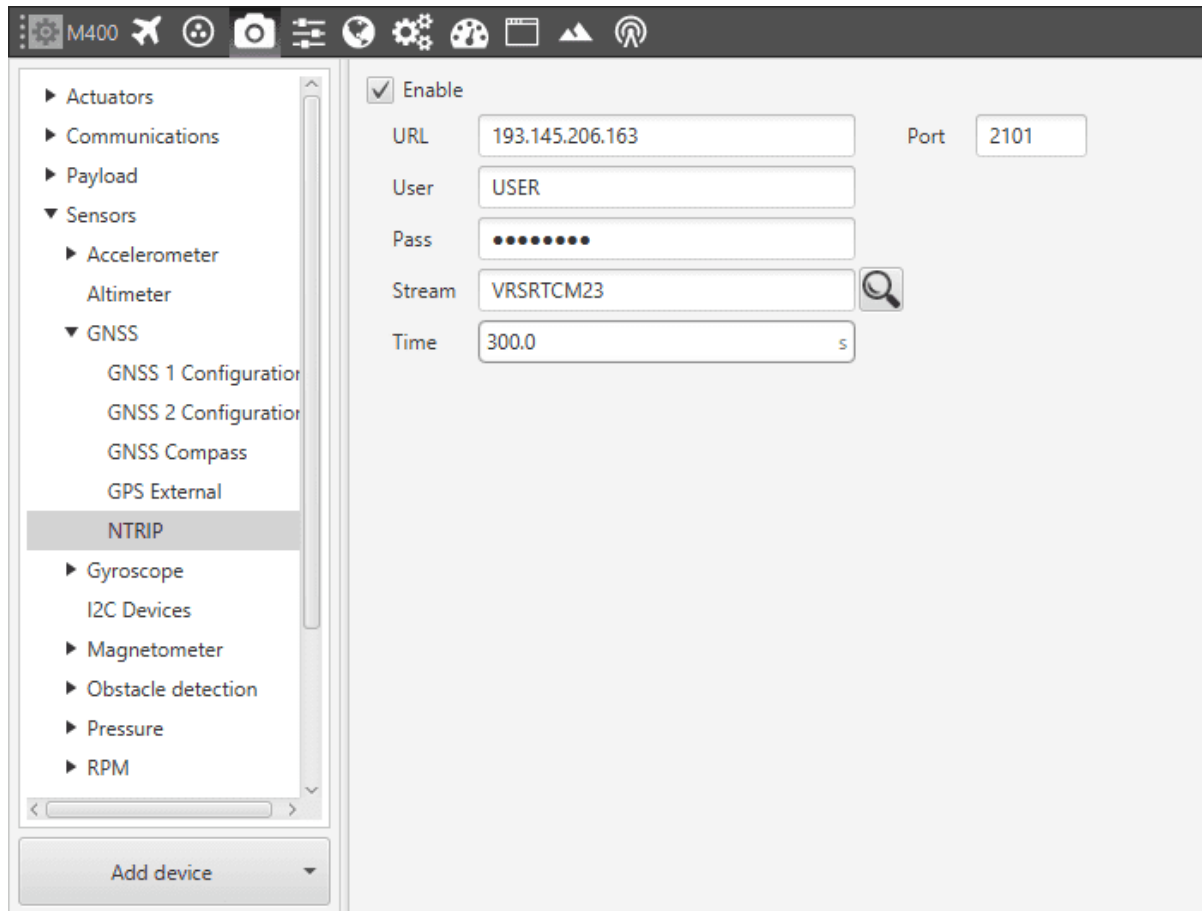 M400
Actuators
Communications
Payload
Sensors
Accelerometer
Altimeter
GNSS
GNSS 1 Configuration
GNSS 2 Configuration
GNSS Compass
GPS External
NTRIP
Gyroscope
I2C Devices
Magnetometer
Obstacle detection
Pressure
RPM
Add device
Enable
URL 193.145.206.163 Port 2101
User USER
Pass ••••••••
Stream VRSRTCM23
Time 300.0 s